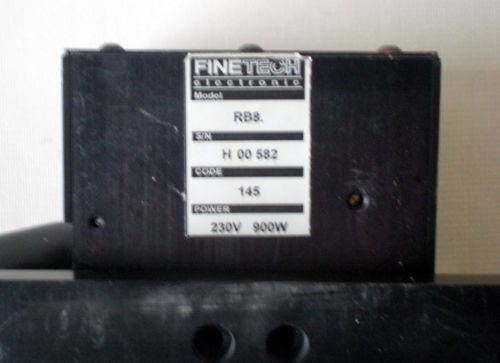 FINETECH
electronic
Model
RB8.
S/N
H 00 582
CODE
145
POWER
230V 900W